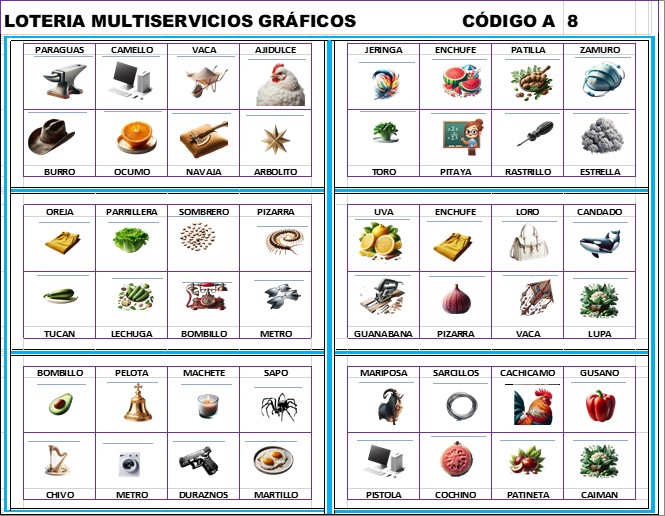 LOTERIA MULTISERVICIOS GRÁFICOS CÓDIGO A 8
PARAGUAS CAMELLO VACA AJIDULCE
BURRO OCUMO NAVAJA ARBOLITO
JERINGA ENCHUFE PATILLA ZAMURO
TORO PITAYA RASTRILLO ESTRELLA
OREJA PARRILLERA SOMBRERO PIZARRA
TUCAN LECHUGA BOMBILLO METRO
UVA ENCHUFE LORO CANDADO
GUANABANA PIZARRA VACA LUPA
BOMBILLO PELOTA MACHETE SAPO
CHIVO METRO DURAZNOS MARTILLO
MARIPOSA SARCILLOS CACHICAMO GUSANO
PISTOLA COCHINO PATINETA CAIMAN